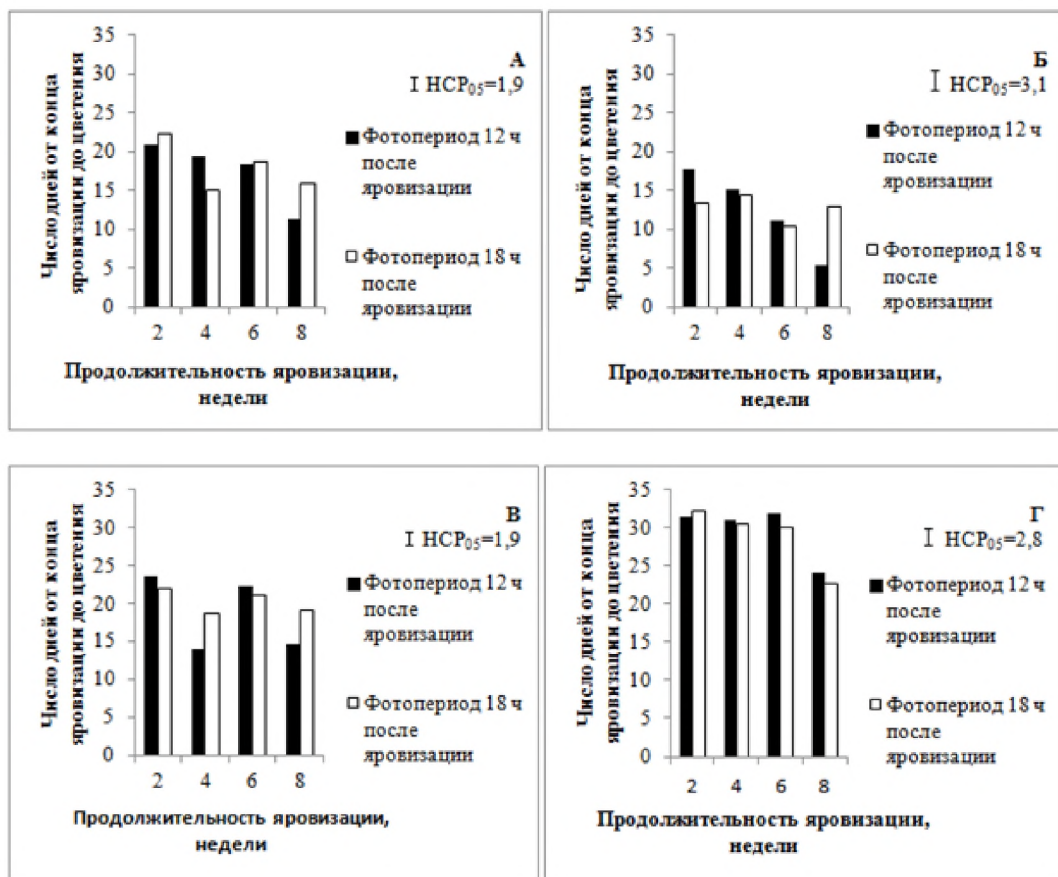 35
30
25
20
15
10
5
0
Число дней от конца
яровизации до цветения
А
I НСР05=1,9
Фотопериод 12 ч
после
яровизации
Фотопериод 18 ч
после
яровизации
2 4 6 8
Продолжительность яровизации,
недели
35
30
25
20
15
10
5
0
Число дней от конца
яровизации до цветения
Б
I НСР05=3,1
Фотопериод 12 ч
после
яровизации
Фотопериод 18 ч
после
яровизации
2 4 6 8
Продолжительность яровизации,
недели
35
30
25
20
15
10
5
0
Число дней от конца
яровизации до цветения
В
I НСР05=1,9
Фотопериод 12 ч
после
яровизации
Фотопериод 18 ч
после
яровизации
2 4 6 8
Продолжительность яровизации,
недели
35
30
25
20
15
10
5
0
Число дней от конца
яровизации до цветения
Г
I НСР05=2,8
Фотопериод 12 ч
после
яровизации
Фотопериод 18 ч
после
яровизации
2 4 6 8
Продолжительность яровизации,
недели